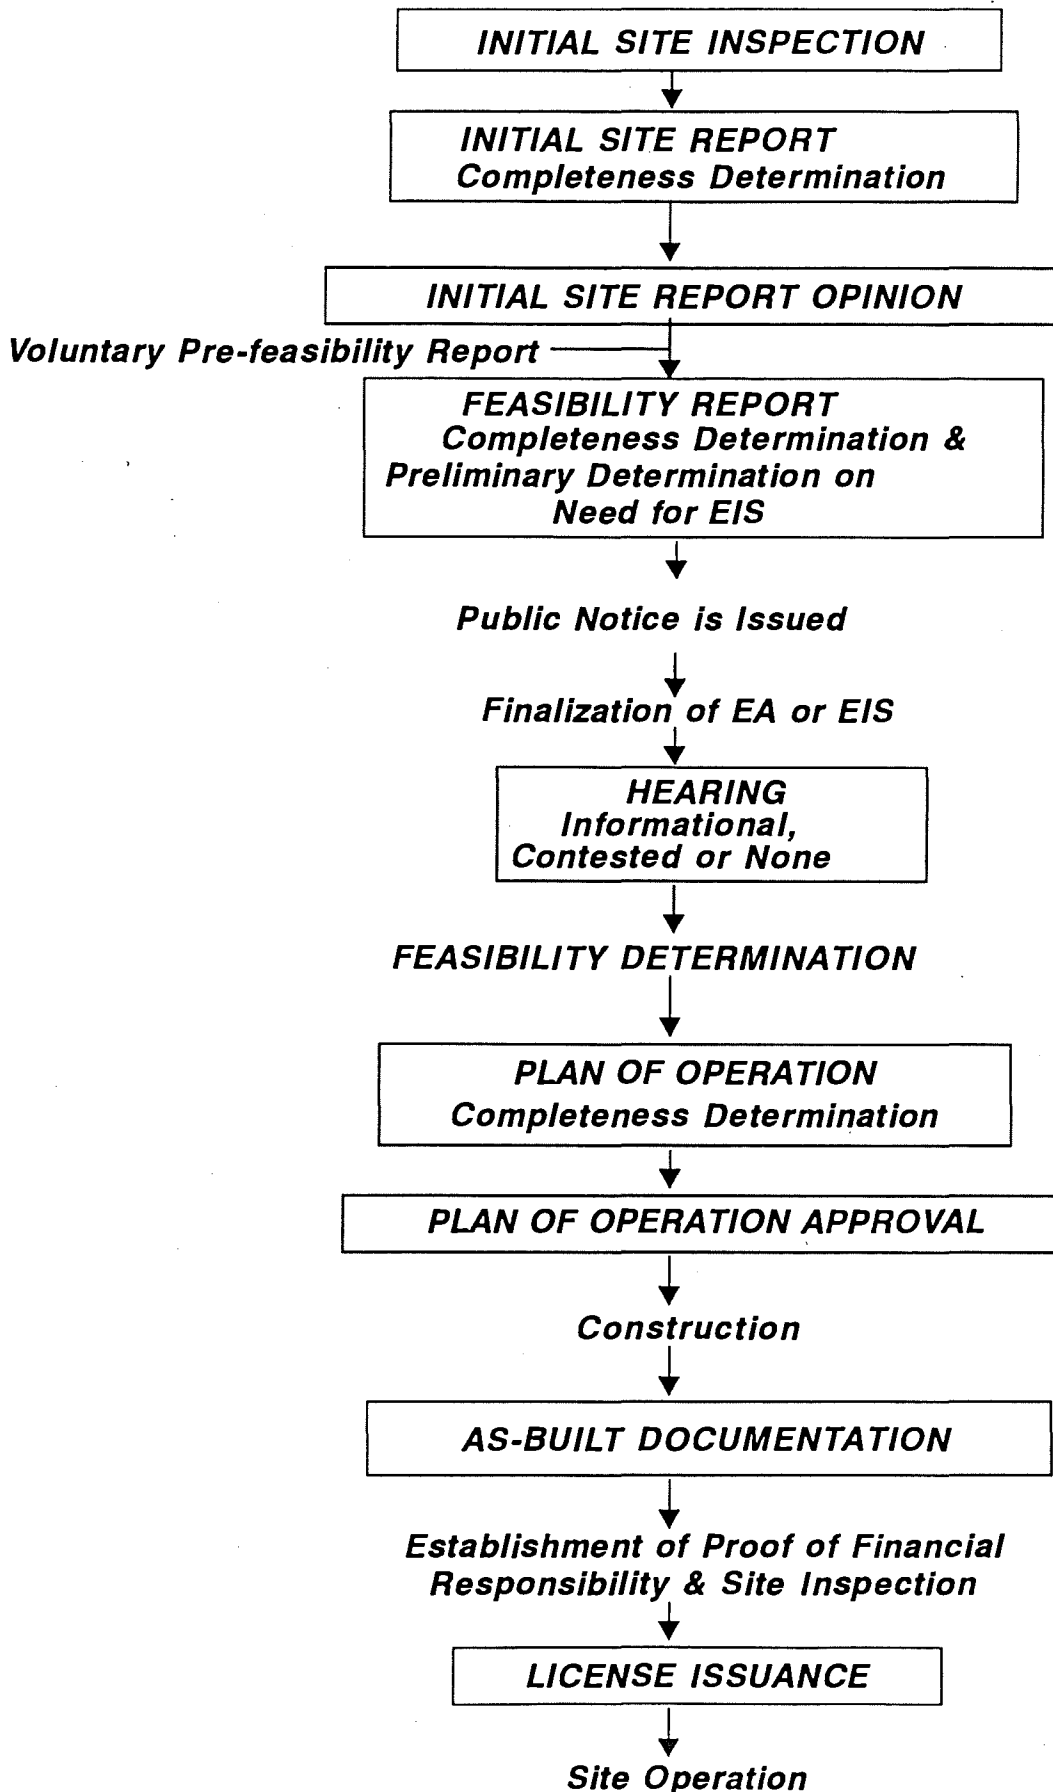 INITIAL SITE INSPECTION
INITIAL SITE REPORT
Completeness Determination
INITIAL SITE REPORT OPINION
Voluntary Pre-feasibility Report
FEASIBILITY REPORT
Completeness Determination &
Preliminary Determination on
Need for EIS
Public Notice is Issued
Finalization of EA or EIS
HEARING
Informational,
Contested or None
FEASIBILITY DETERMINATION
PLAN OF OPERATION
Completeness Determination
PLAN OF OPERATION APPROVAL
Construction
AS-BUILT DOCUMENTATION
Establishment of Proof of Financial
Responsibility & Site Inspection
LICENSE ISSUANCE
Site Operation